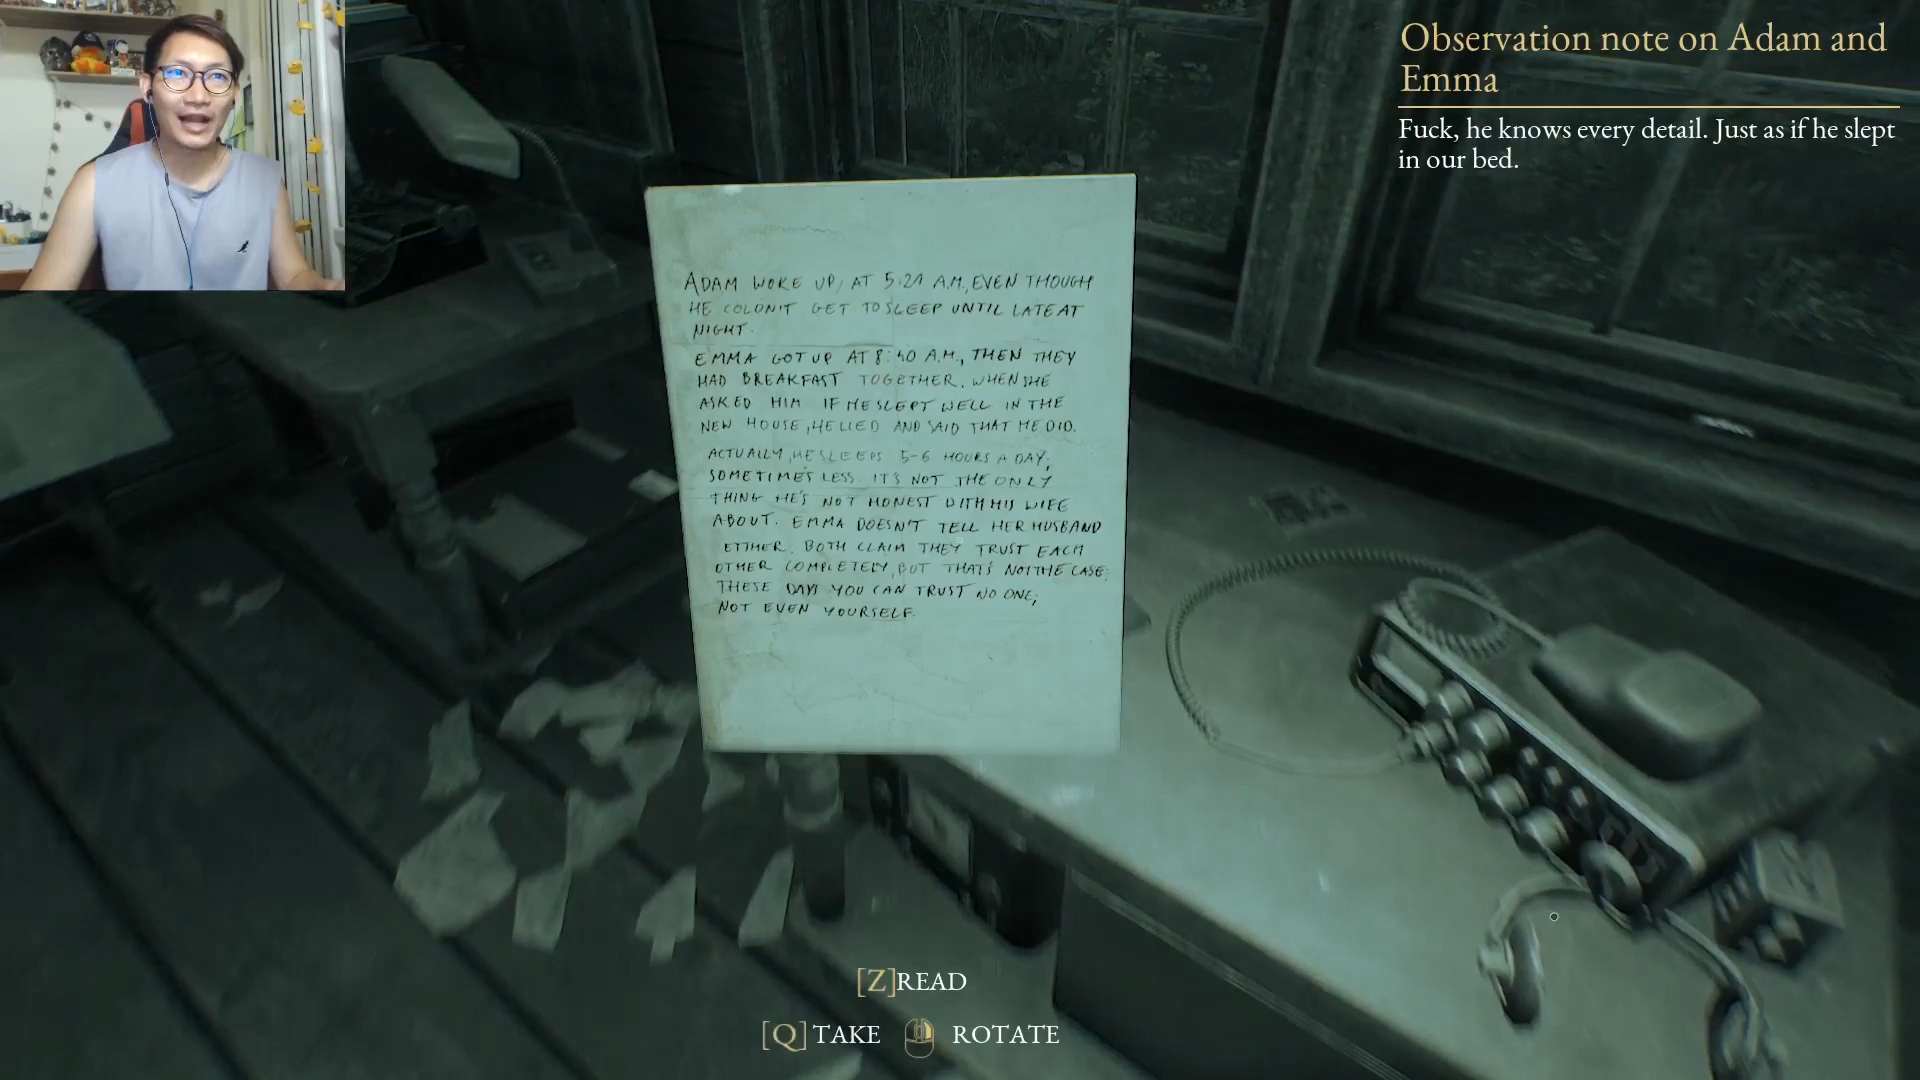 Observation note on Adam and
Emma
Fuck, he knows every detail. Just as if he slept
in our bed.
ADAM WOKE UP, AT 5:21 A.M., EVEN THOUGH
HE COLDN'T GET TO SLEEP UNTIL LATE AT
NIGHT.
EMMA GOT UP AT 8:40 A.M., THEN THEY
HAD BREAKFAST TOGETHER. WHEN SHE
ASKED HIM IF HE SLEPT WELL IN THE
NEW HOUSE, HE LIED AND SAID THAT HE DID.
ACTUALLY, HE SLEEPS 5-6 HOURS A DAY;
SOMETIMES LESS. IT'S NOT THE ONLY
THING HE'S NOT HONEST WITH HIS WIFE
ABOUT. EMMA DOESN'T TELL HER HUSBAND
EITHER. BOTH CLAIM THEY TRUST EACH
OTHER COMPLETELY, BUT THAT'S NOT THE CASE;
THESE DAYS YOU CAN TRUST NO ONE;
NOT EVEN YOURSELF.
[Z]READ
[Q]TAKE ROTATE